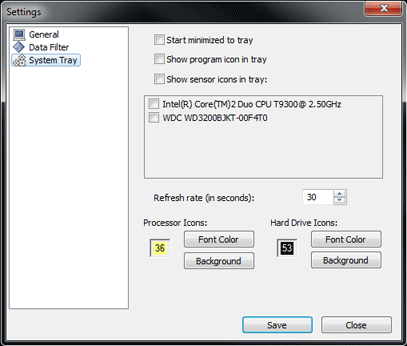 Settings
General
Data Filter
System Tray
Start minimized to tray
Show program icon in tray
Show sensor icons in tray:
Intel(R) Core(TM)2 Duo CPU T9300@ 2.50GHz
WDC WD3200BJKT-00F4T0
Refresh rate (in seconds): 30
Processor Icons: Hard Drive Icons:
36 Font Color 53 Font Color
Background Background
Save Close